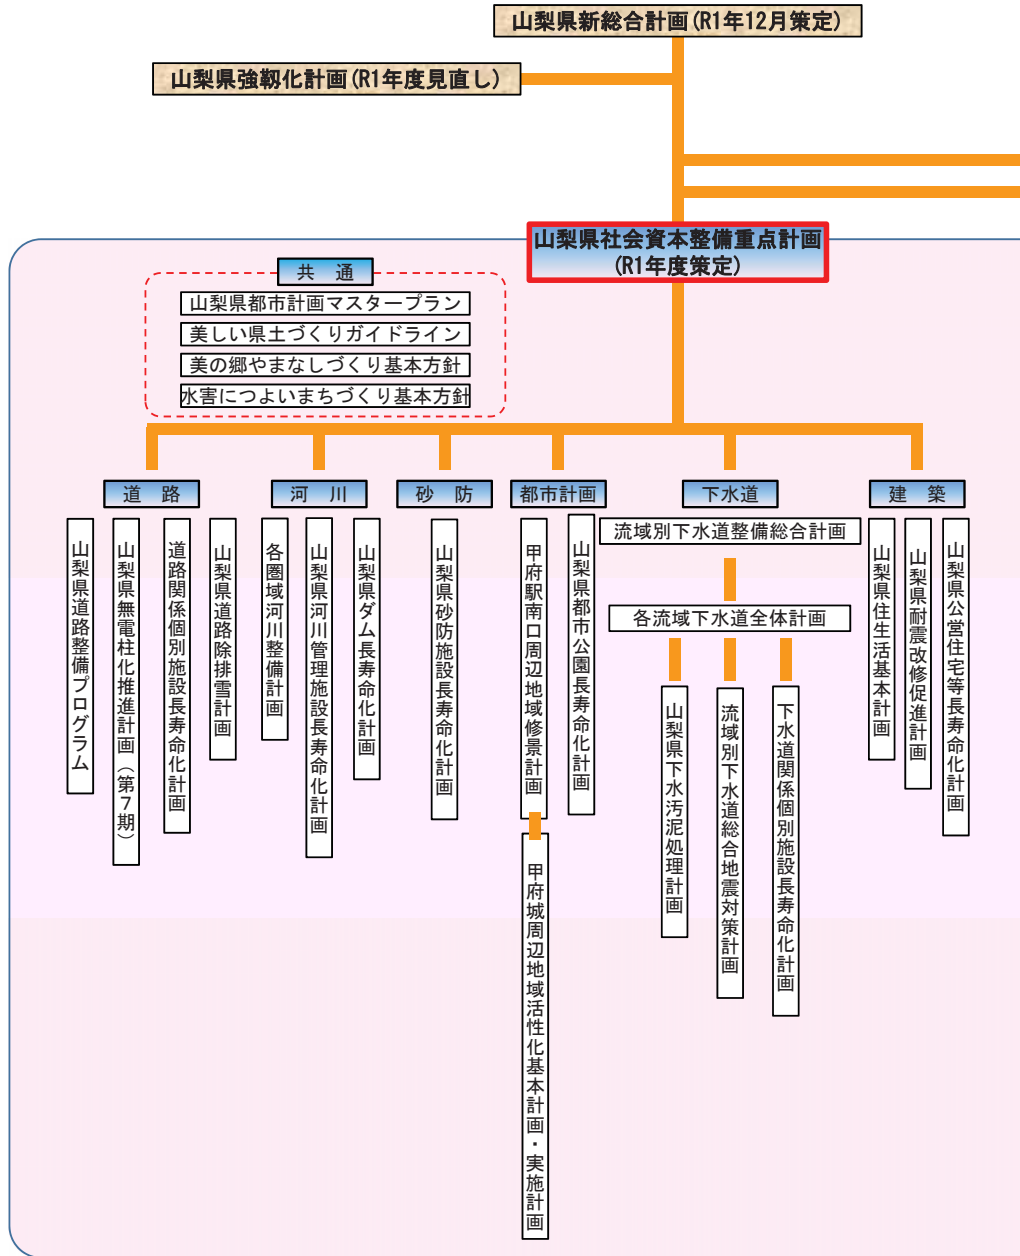 山梨県新総合計画(R1年12月策定)
山梨県強靱化計画(R1年度見直し)
山梨県社会資本整備重点計画
(R1年度策定)
共　通
山梨県都市計画マスタープラン
美しい県土づくりガイドライン
美の郷やまなしづくり基本方針
水害につよいまちづくり基本方針
道　路
山梨県道路整備プログラム
山梨県無電柱化推進計画（第7期）
道路関係個別施設長寿命化計画
山梨県道路除排雪計画
河　川
各圏域河川整備計画
山梨県河川管理施設長寿命化計画
山梨県ダム長寿命化計画
砂　防
山梨県砂防施設長寿命化計画
都市計画
甲府駅南口周辺地域修景計画
甲府城周辺地域活性化基本計画・実施計画
山梨県都市公園長寿命化計画
下水道
流域別下水道整備総合計画
各流域下水道全体計画
山梨県下水汚泥処理計画
流域別下水道総合地震対策計画
下水道関係個別施設長寿命化計画
建　築
山梨県住生活基本計画
山梨県耐震改修促進計画
山梨県公営住宅等長寿命化計画